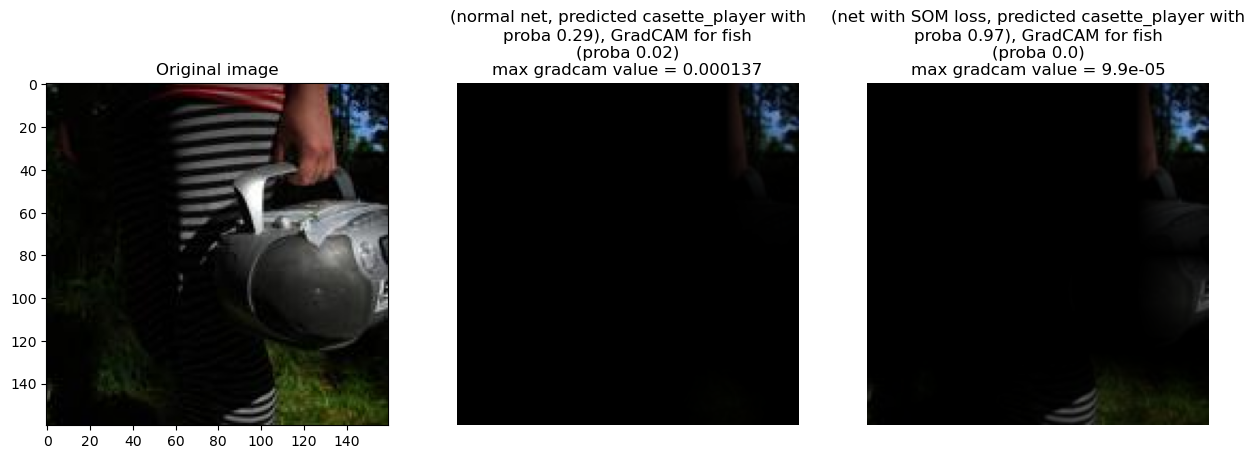 Original image
(normal net, predicted casette_player with
proba 0.29), GradCAM for fish
(proba 0.02)
max gradcam value = 0.000137
(net with SOM loss, predicted casette_player with
proba 0.97), GradCAM for fish
(proba 0.0)
max gradcam value = 9.9e-05
0
20
40
60
80
100
120
140
0 20 40 60 80 100 120 140